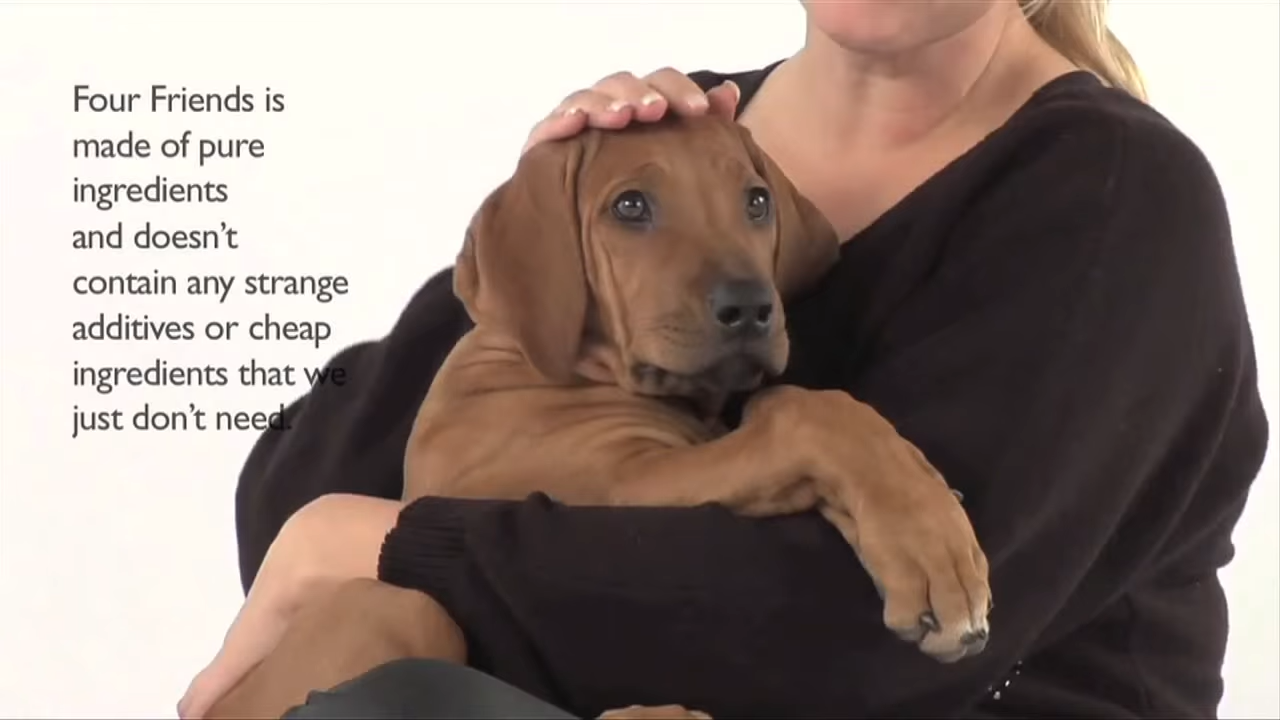 Four Friends is
made of pure
ingredients
and doesn't
contain any strange
additives or cheap
ingredients that we
just don't need.